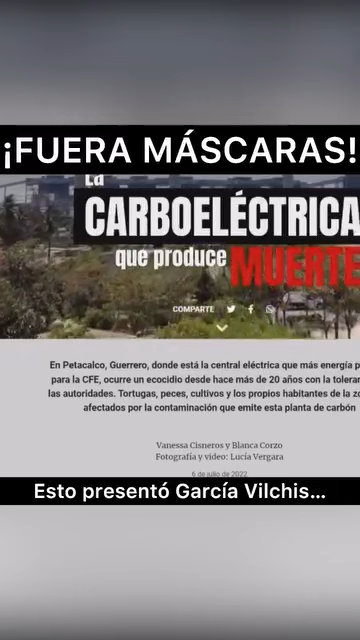 ¡FUERA MÁSCARAS!
La
CARBOELÉCTRICA
que produce MUERTE
COMPARTE
En Petacalco, Guerrero, donde está la central eléctrica que más energía p
para la CFE, ocurre un ecocidio desde hace más de 20 años con la toleran
las autoridades. Tortugas, peces, cultivos y los propios habitantes de la zo
afectados por la contaminación que emite esta planta de carbón
Vanessa Cisneros y Blanca Corzo
Fotografía y video: Lucía Vergara
6 de julio de 2022
Esto presentó García Vilchis...